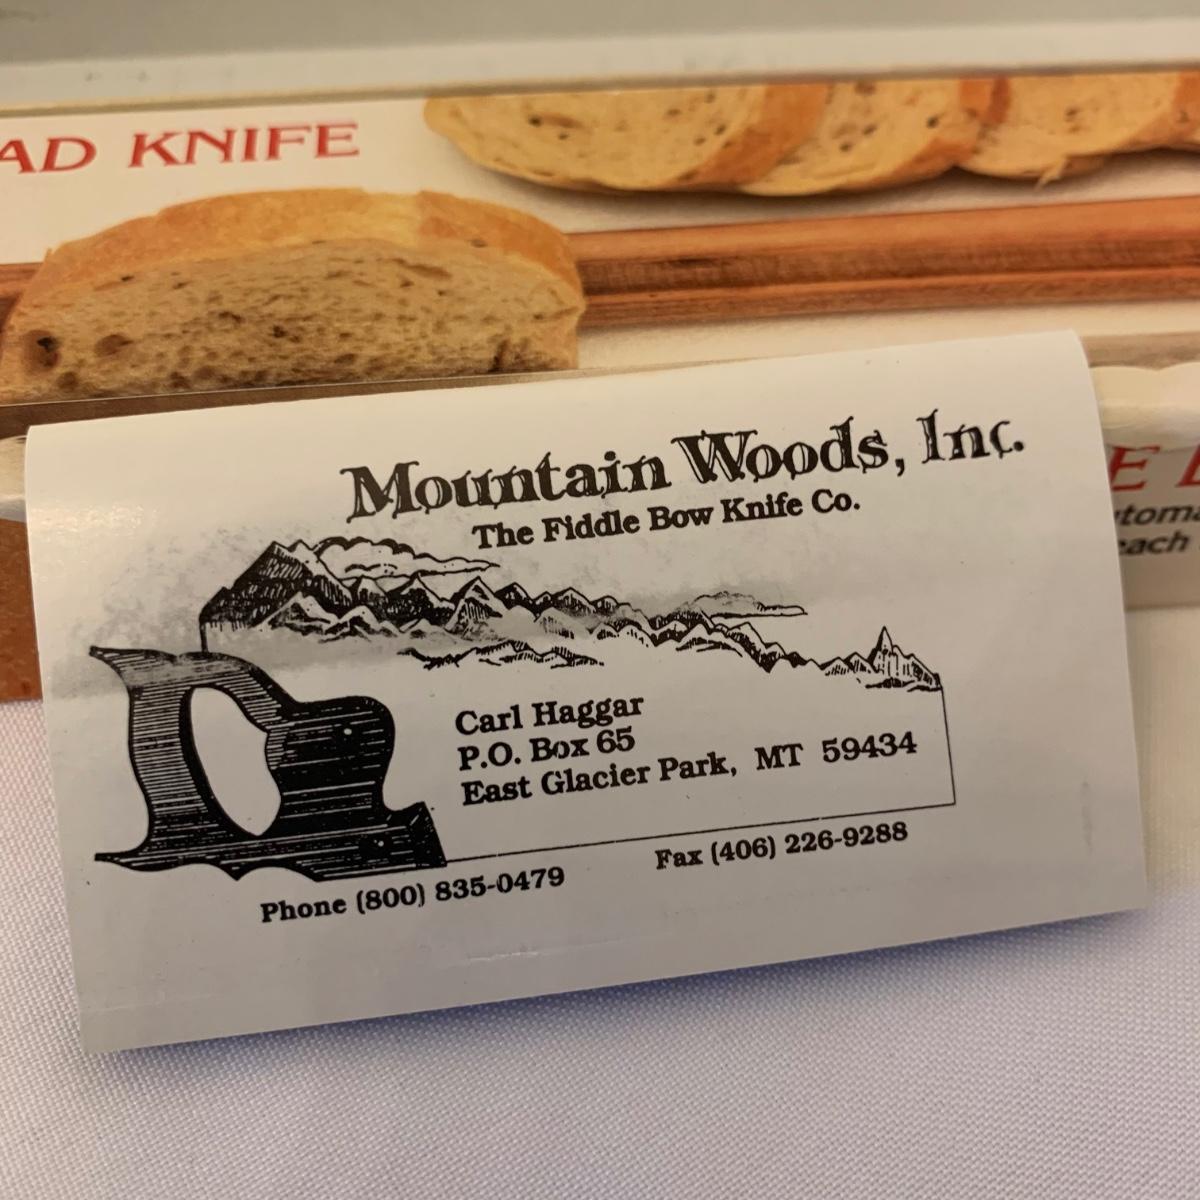 KNIFE
Mountain Woods, Inc.
The Fiddle Bow Knife Co.
Carl Haggar
P.O. Box 65
East Glacier Park, MT 59434
Phone (800) 835-0479
Fax (406) 226-9288